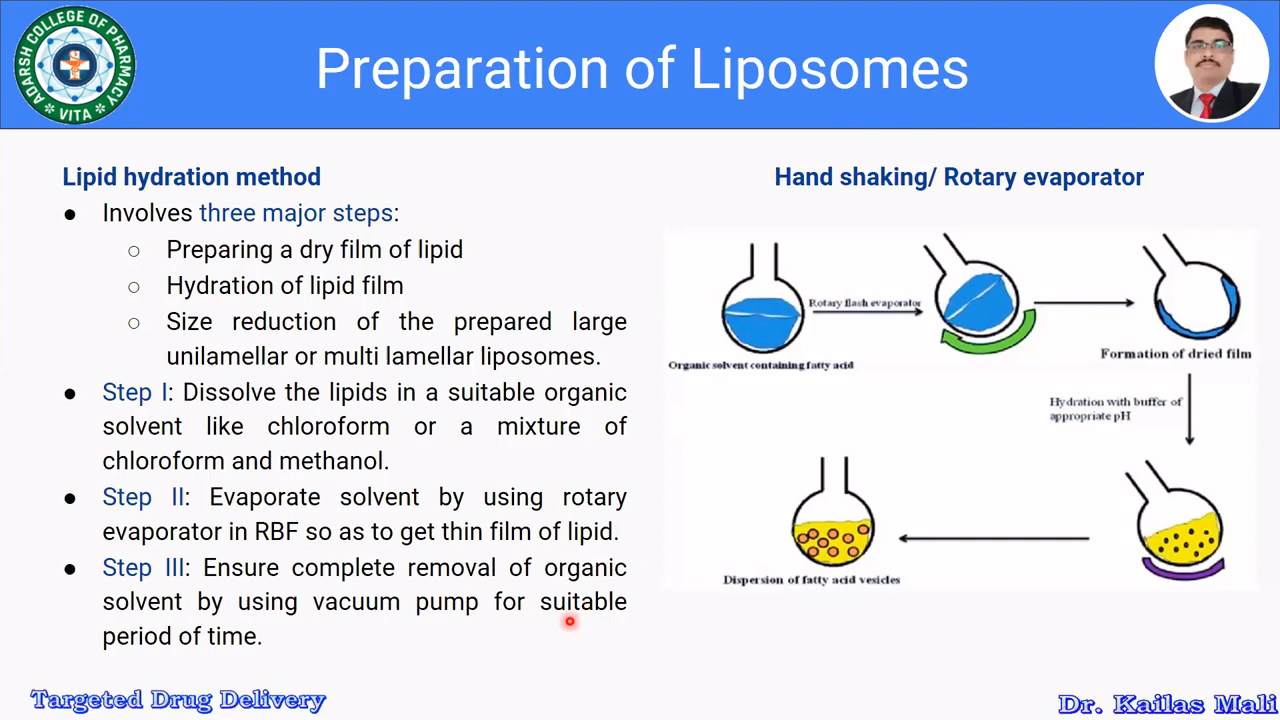 ADARSH COLLEGE OF PHARMACY
VITA
Preparation of Liposomes
Lipid hydration method
● Involves three major steps:
○ Preparing a dry film of lipid
○ Hydration of lipid film
○ Size reduction of the prepared large
unilamellar or multi lamellar liposomes.
● Step I: Dissolve the lipids in a suitable organic
solvent like chloroform or a mixture of
chloroform and methanol.
● Step II: Evaporate solvent by using rotary
evaporator in RBF so as to get thin film of lipid.
● Step III: Ensure complete removal of organic
solvent by using vacuum pump for suitable
period of time.
Hand shaking/ Rotary evaporator
Rotary flash evaporator
Organic solvent containing fatty acid
Formation of dried film
Hydration with buffer of
appropriate pH
Dispersion of fatty acid vesicles
Targeted Drug Delivery
Dr. Kailas Mali